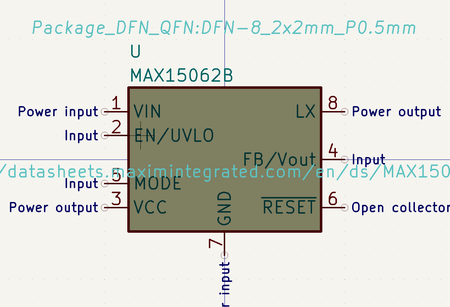 Package_DFN_QFN:DFN-8_2x2mm_P0.5mm
U
MAX15062B
Power input 1 VIN LX 8 Power output
Input 2 EN/UVLO
FB/Vout 4 Input
/datasheets.maximintegrated.com/en/ds/MAX150
Input 5 MODE
Power output 3 VCC GND RESET 6 Open collector
7
r input